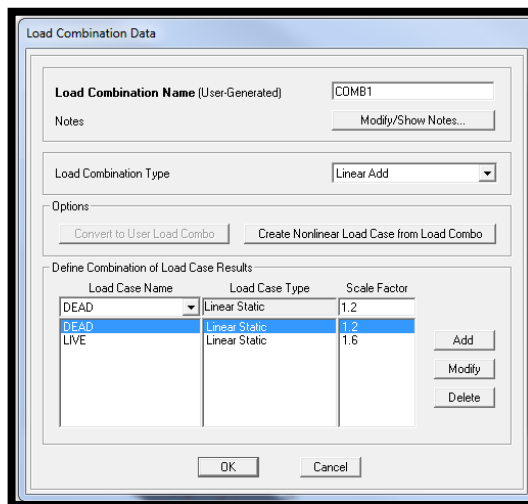 Load Combination Data
Load Combination Name (User-Generated) COMB1
Notes Modify/Show Notes...
Load Combination Type Linear Add
Options
Convert to User Load Combo Create Nonlinear Load Case from Load Combo
Define Combination of Load Case Results
Load Case Name Load Case Type Scale Factor
DEAD Linear Static 1.2
DEAD Linear Static 1.2
LIVE Linear Static 1.6
Add
Modify
Delete
OK Cancel